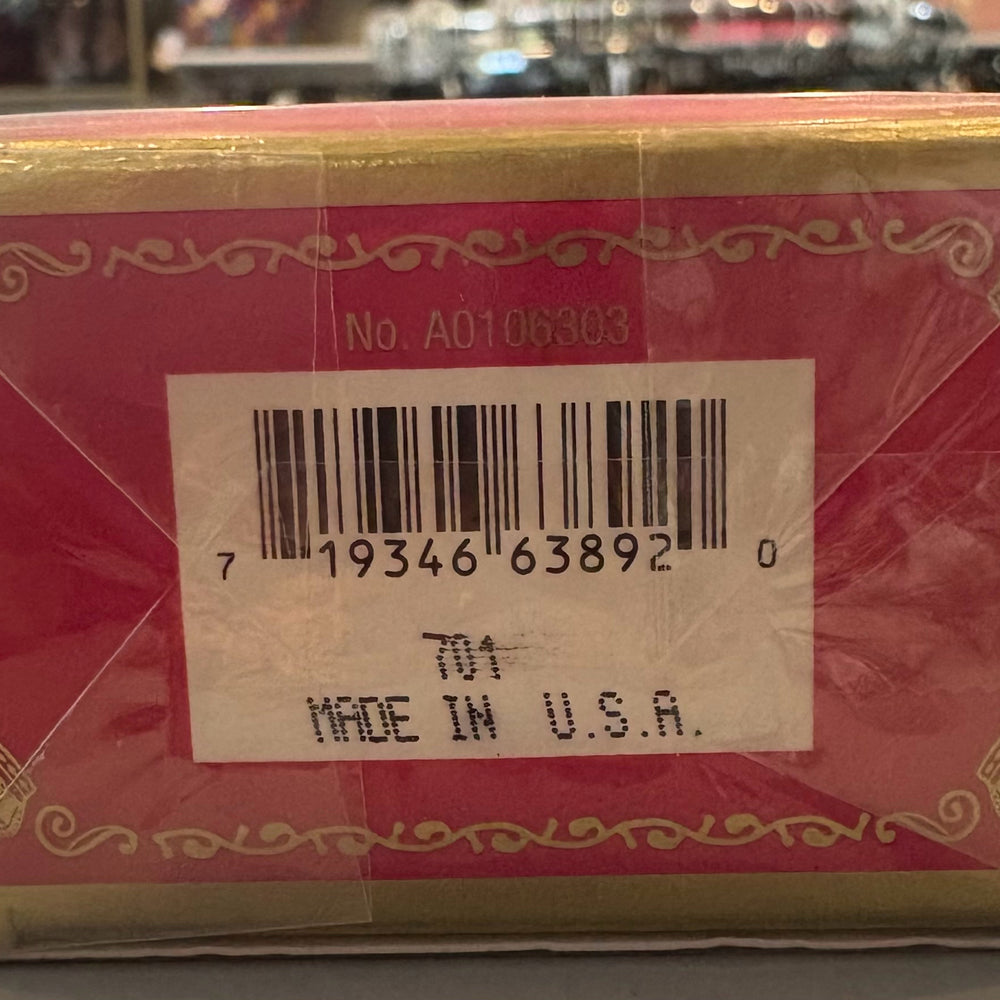 No. A0106303
7 19346 63892 0
MADE IN U.S.A.